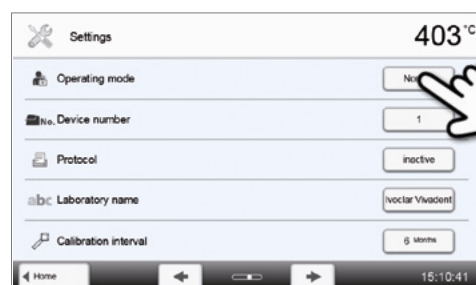 Settings 403 °C
Operating mode
No. Device number 1
Protocol inactive
abc Laboratory name Ivoclar Vivadent
Calibration interval 6 Months
Home 15:10:41